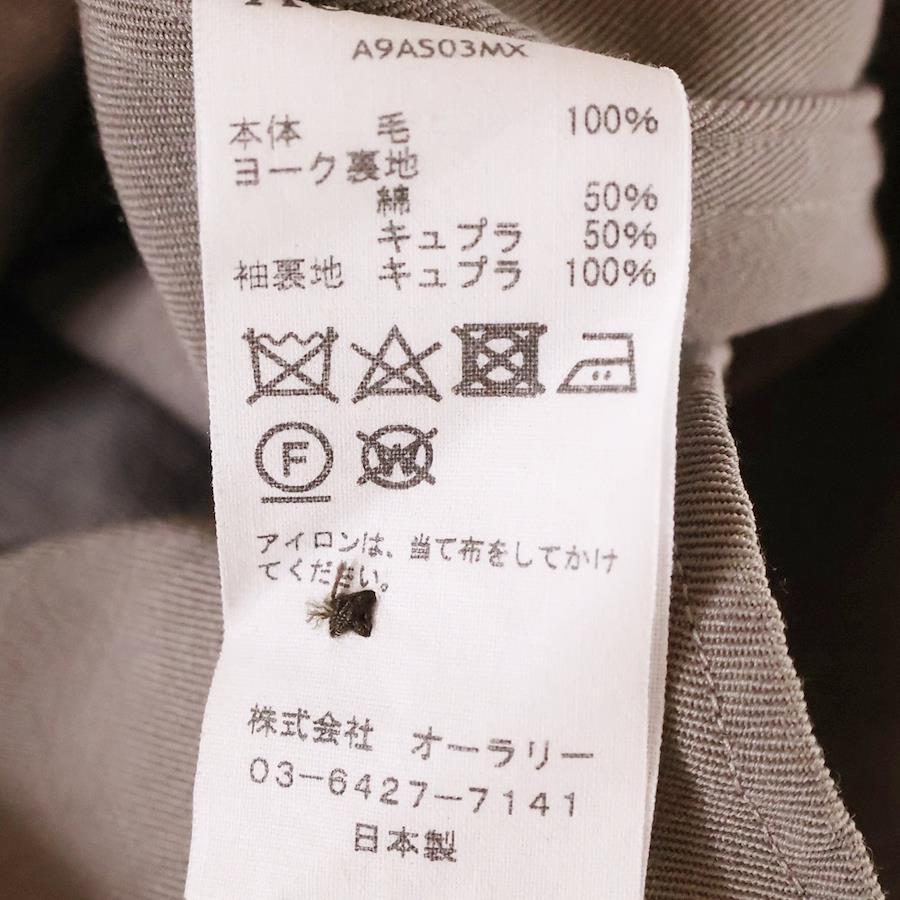 A9AS03MX
本体 毛 100%
ヨーク裏地
綿 50%
キュプラ 50%
袖裏地 キュプラ 100%
F W
アイロンは、当て布をしてかけ
てください。
株式会社 オーラリー
03-6427-7141
日本製